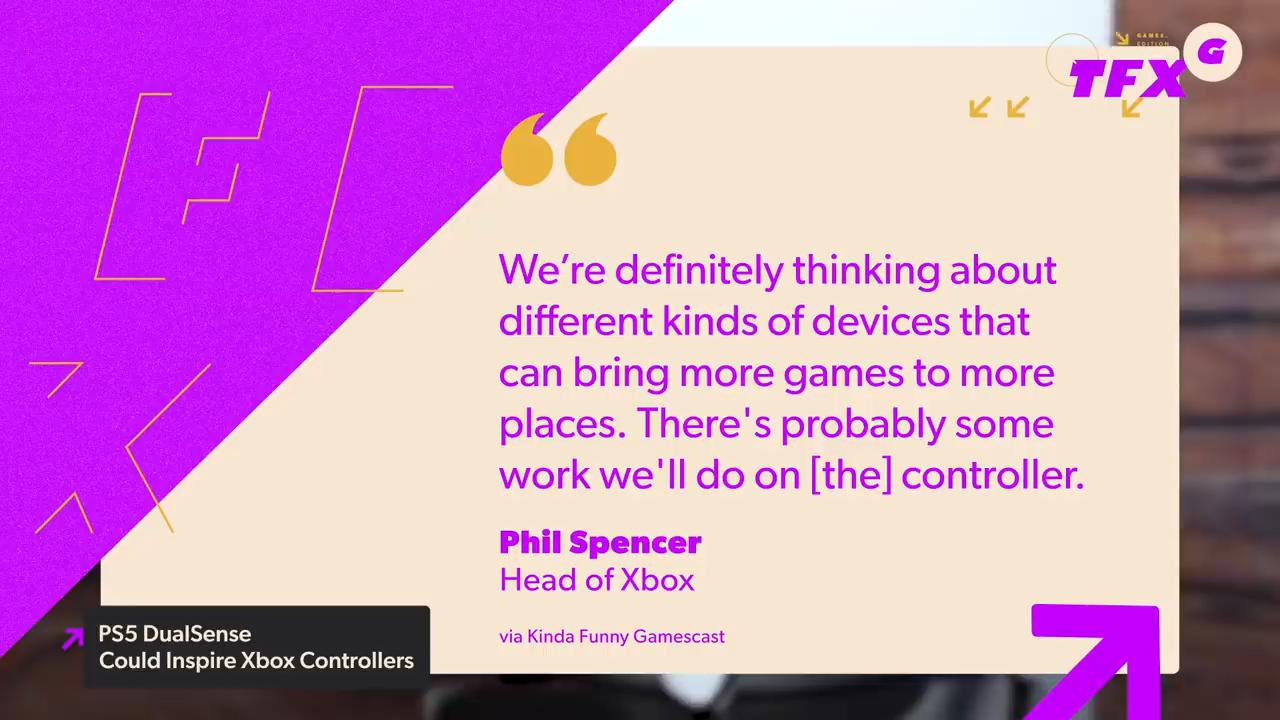 GAMES.
EDITION
TFX
G
We’re definitely thinking about
different kinds of devices that
can bring more games to more
places. There's probably some
work we'll do on [the] controller.
Phil Spencer
Head of Xbox
via Kinda Funny Gamescast
PS5 DualSense
Could Inspire Xbox Controllers